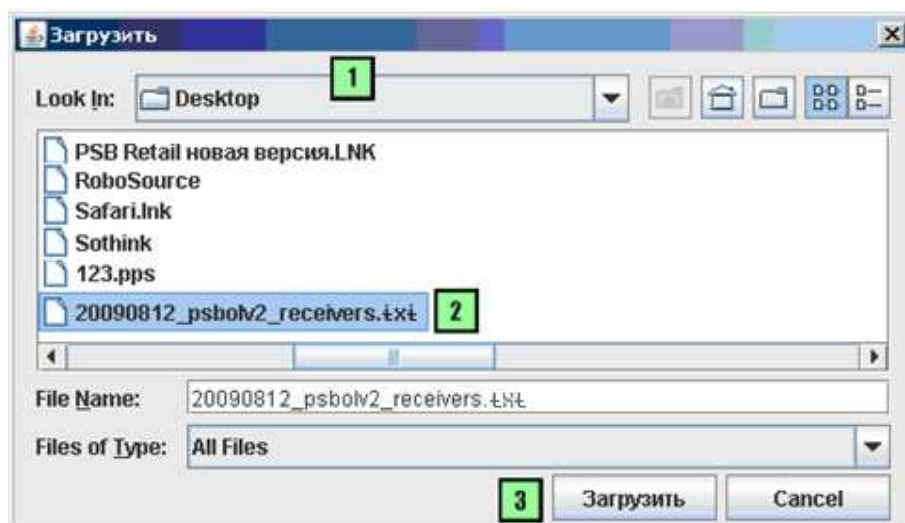 Загрузить
1
Look In: Desktop
PSB Retail новая версия.LNK
RoboSource
Safari.lnk
Sothink
123.pps
20090812_psbolv2_receivers.txt 2
File Name: 20090812_psbolv2_receivers.txt
Files of Type: All Files
3 Загрузить Cancel